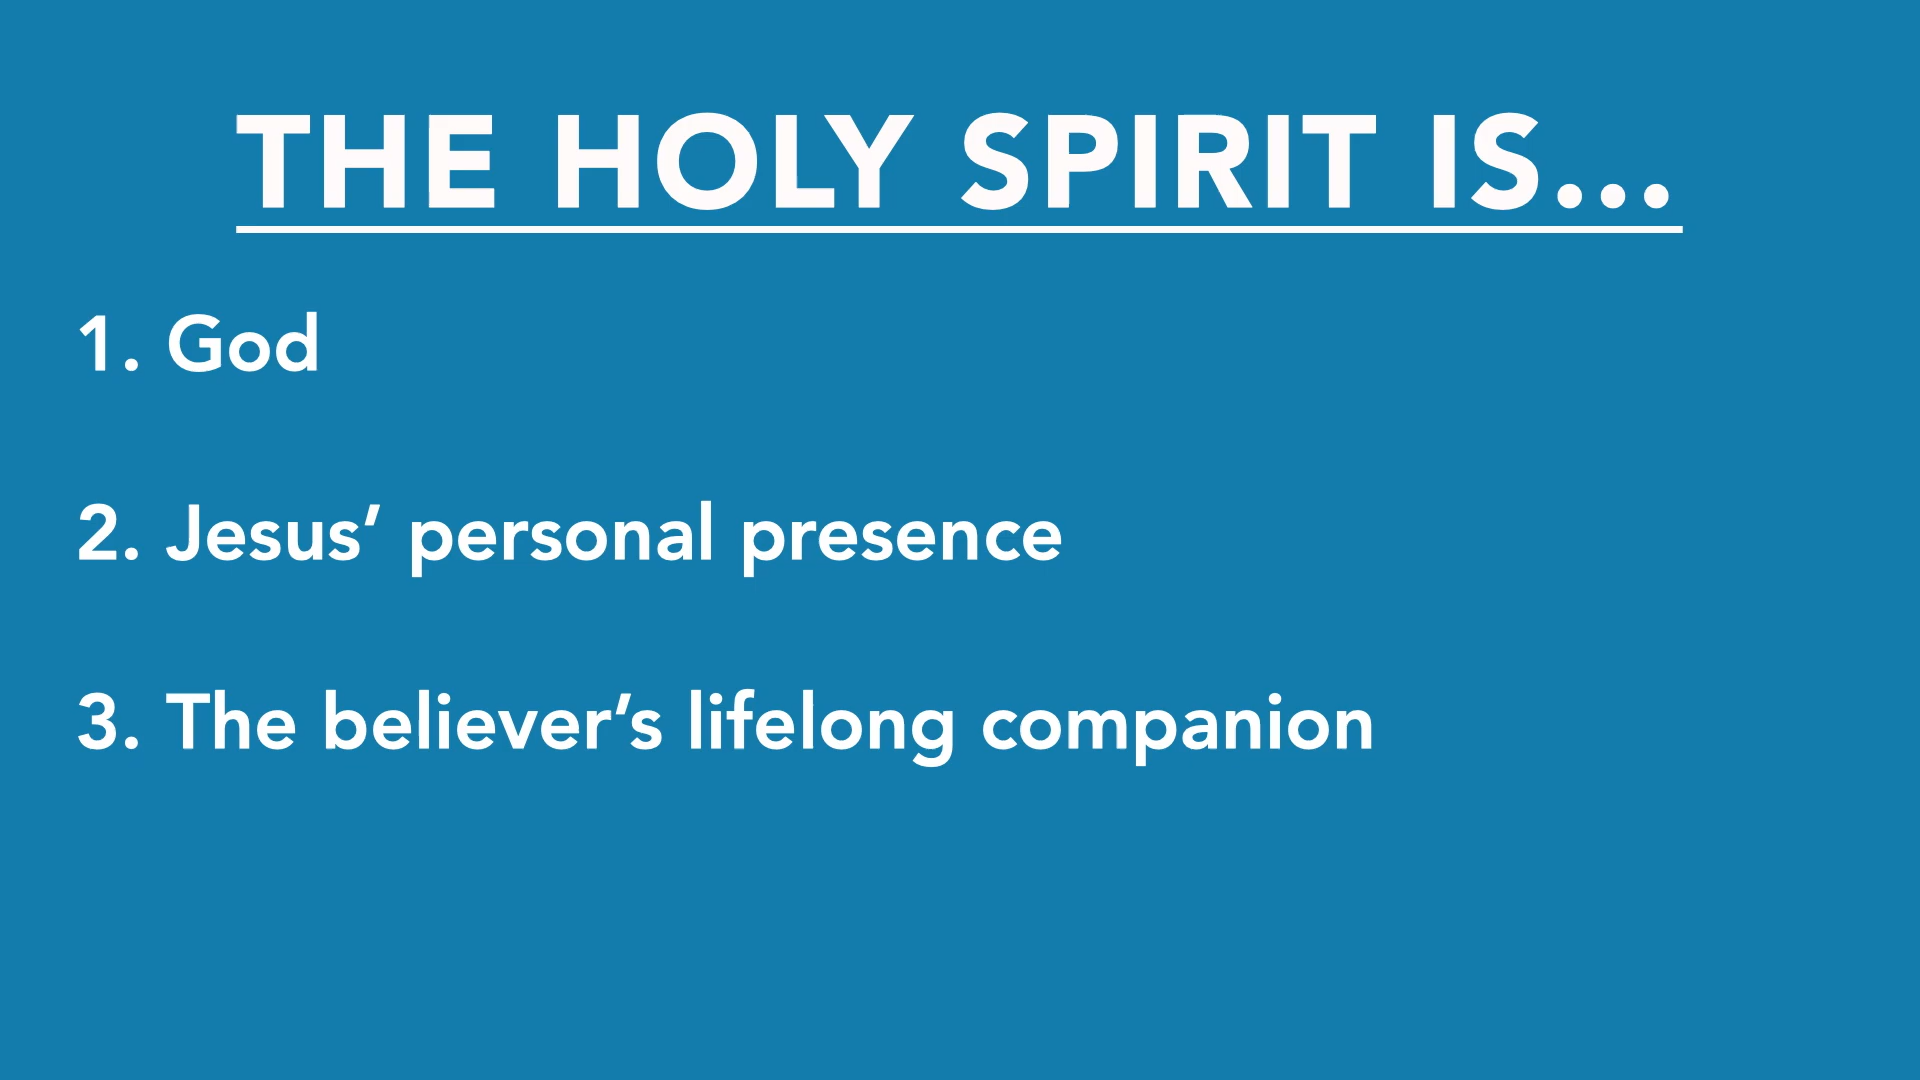 THE HOLY SPIRIT IS...
1. God
2. Jesus’ personal presence
3. The believer’s lifelong companion